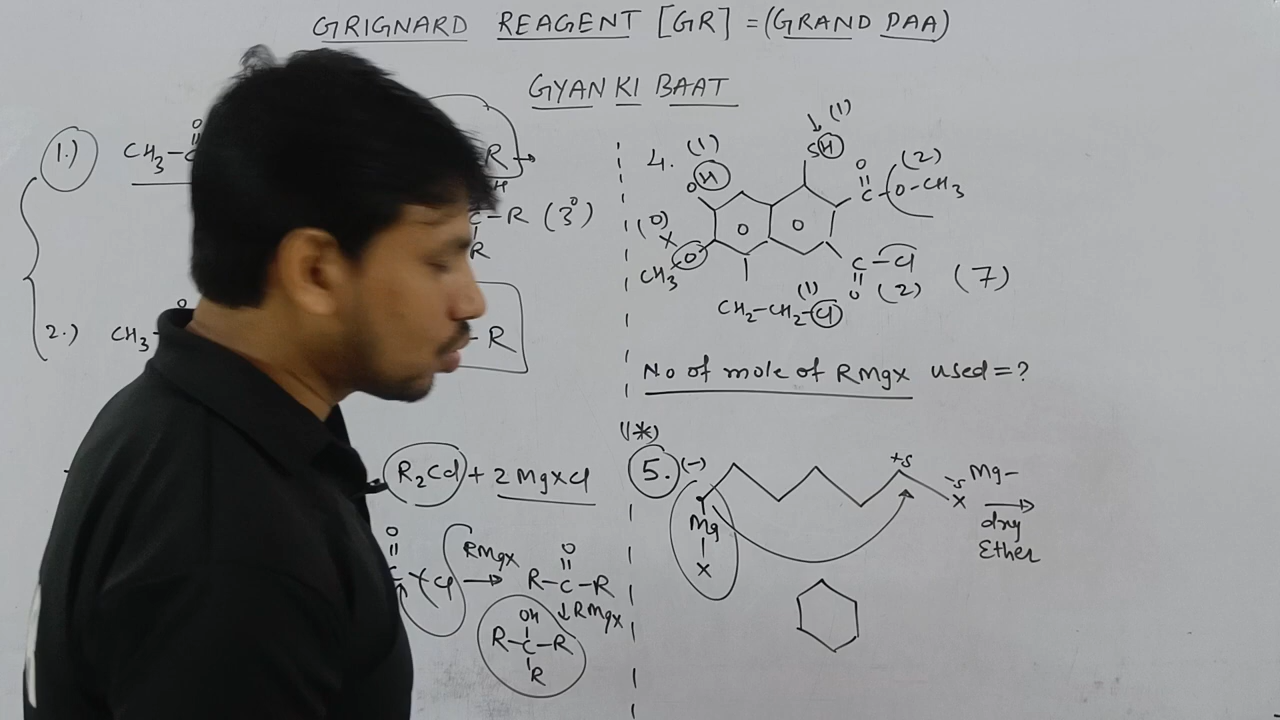 GRIGNARD REAGENT [GR] = (GRAND DAA)
GYAN KI BAAT
1.) CH3-C
O
R →
H
C-R (3°)
R
2.) CH3
O
-R
R2Cd + 2MgXCl
O
C Cl RMgX → R-C-R
O
↓ RMgX
OH
R-C-R
R
4. (1)
OH
SH (1)
(2)
O
C-O-CH3
(0)
X
O
CH3
O O
C-Cl
O (2)
(7)
CH2-CH2-Cl
(1)
No of mole of RMgX used = ?
(*)
5. (-)
Mg
X
+δ
-δ
X
Mg-
→
dry
Ether